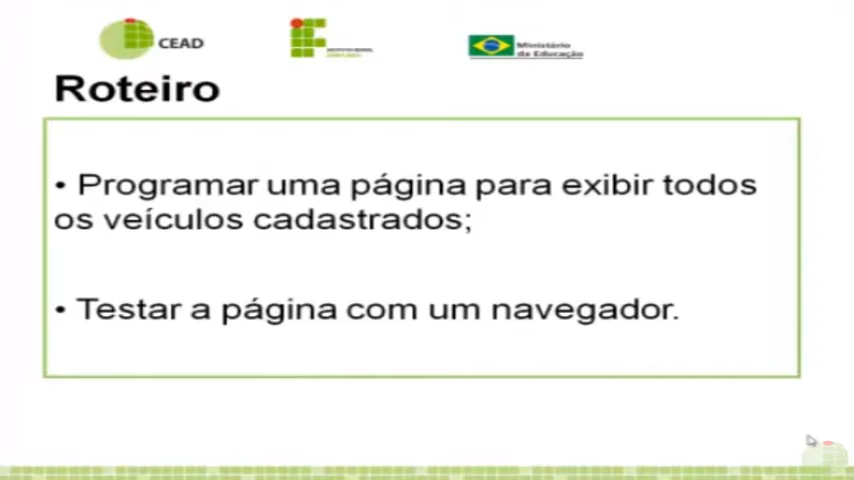 CEAD
Ministério
da Educação
Roteiro
• Programar uma página para exibir todos
os veículos cadastrados;
• Testar a página com um navegador.